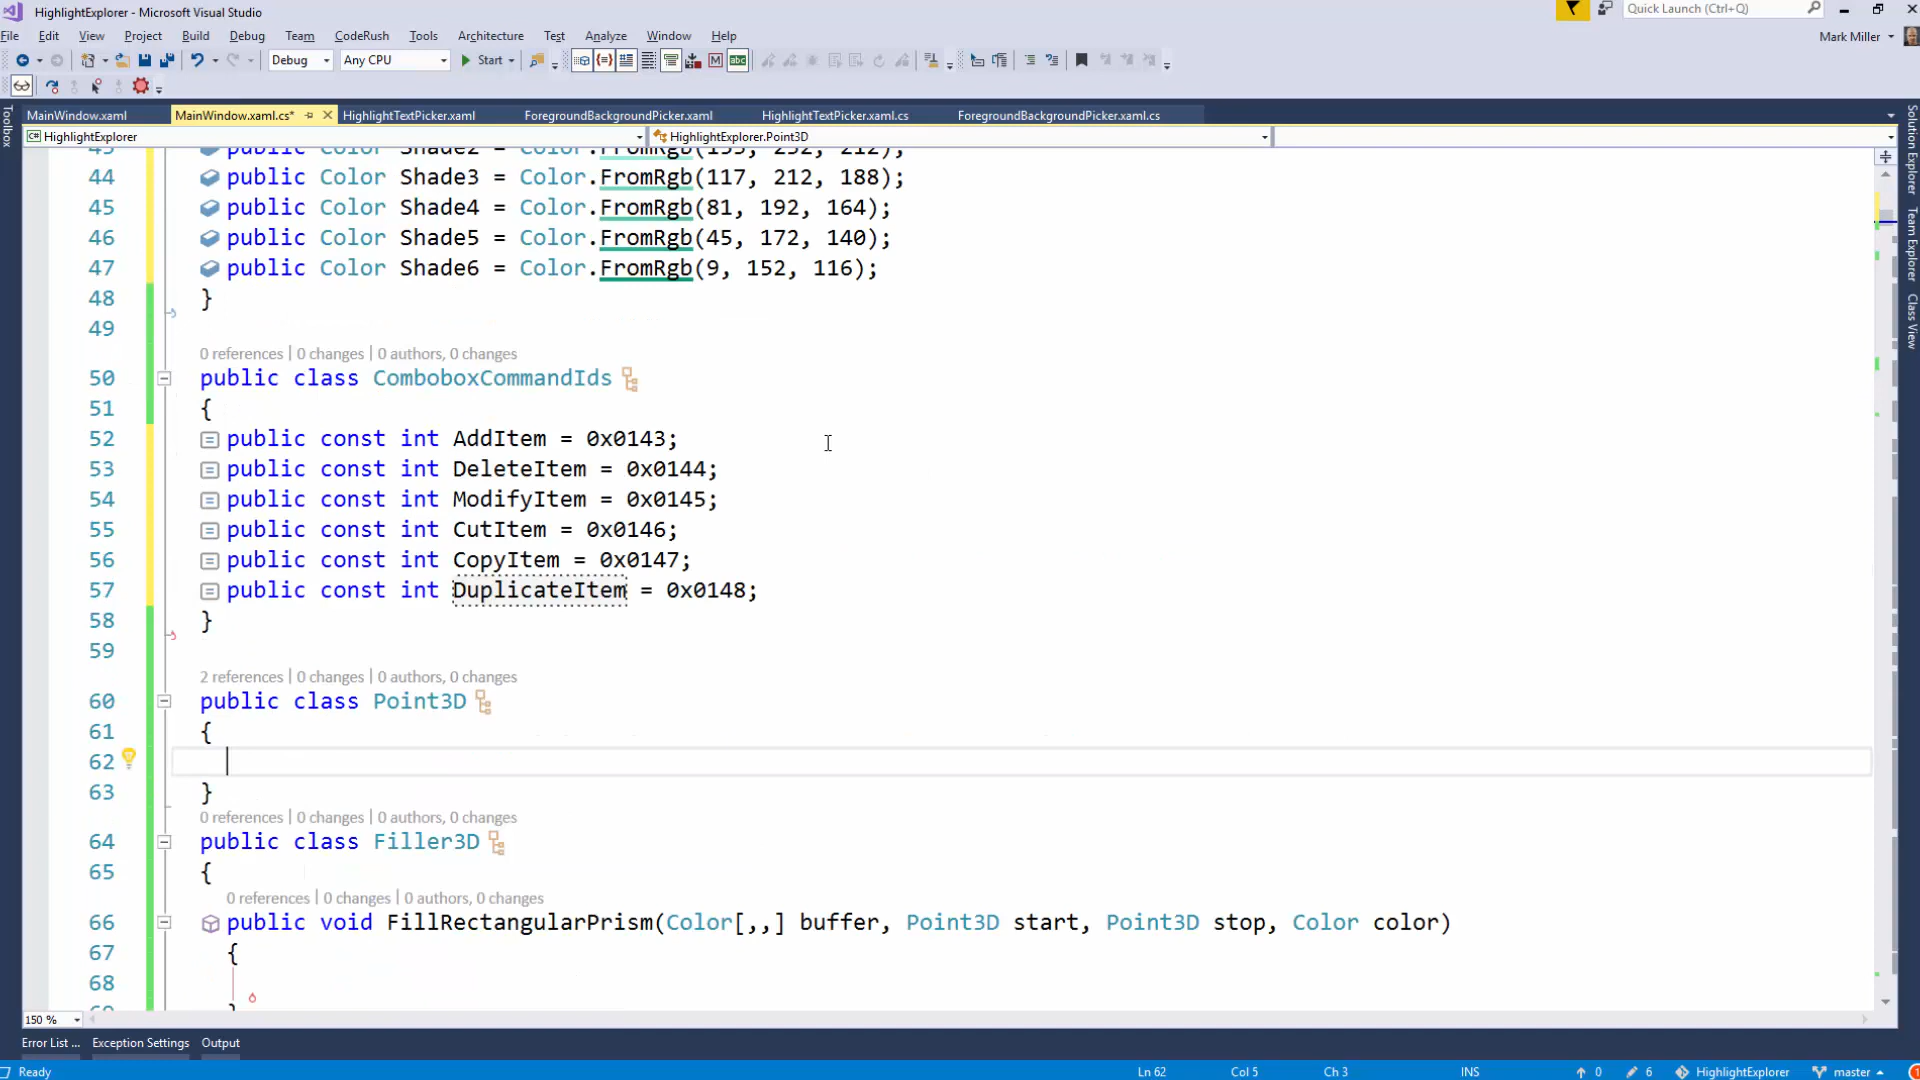 HighlightExplorer - Microsoft Visual Studio
Quick Launch (Ctrl+Q)
File Edit View Project Build Debug Team CodeRush Tools Architecture Test Analyze Window Help
Mark Miller
Debug Any CPU Start
MainWindow.xaml MainWindow.xaml.cs* HighlightTextPicker.xaml ForegroundBackgroundPicker.xaml HighlightTextPicker.xaml.cs ForegroundBackgroundPicker.xaml.cs
HighlightExplorer HighlightExplorer.Point3D
Toolbox
Solution Explorer
Team Explorer
Class View
44 public Color Shade3 = Color.FromRgb(117, 212, 188);
45 public Color Shade4 = Color.FromRgb(81, 192, 164);
46 public Color Shade5 = Color.FromRgb(45, 172, 140);
47 public Color Shade6 = Color.FromRgb(9, 152, 116);
48 }
49
0 references | 0 changes | 0 authors, 0 changes
50 public class ComboboxCommandIds
51 {
52 public const int AddItem = 0x0143;
53 public const int DeleteItem = 0x0144;
54 public const int ModifyItem = 0x0145;
55 public const int CutItem = 0x0146;
56 public const int CopyItem = 0x0147;
57 public const int DuplicateItem = 0x0148;
58 }
59
2 references | 0 changes | 0 authors, 0 changes
60 public class Point3D
61 {
62
63 }
0 references | 0 changes | 0 authors, 0 changes
64 public class Filler3D
65 {
0 references | 0 changes | 0 authors, 0 changes
66 public void FillRectangularPrism(Color[,,] buffer, Point3D start, Point3D stop, Color color)
67 {
68
150 %
Error List ... Exception Settings Output
Ready Ln 62 Col 5 Ch 3 INS 0 6 HighlightExplorer master